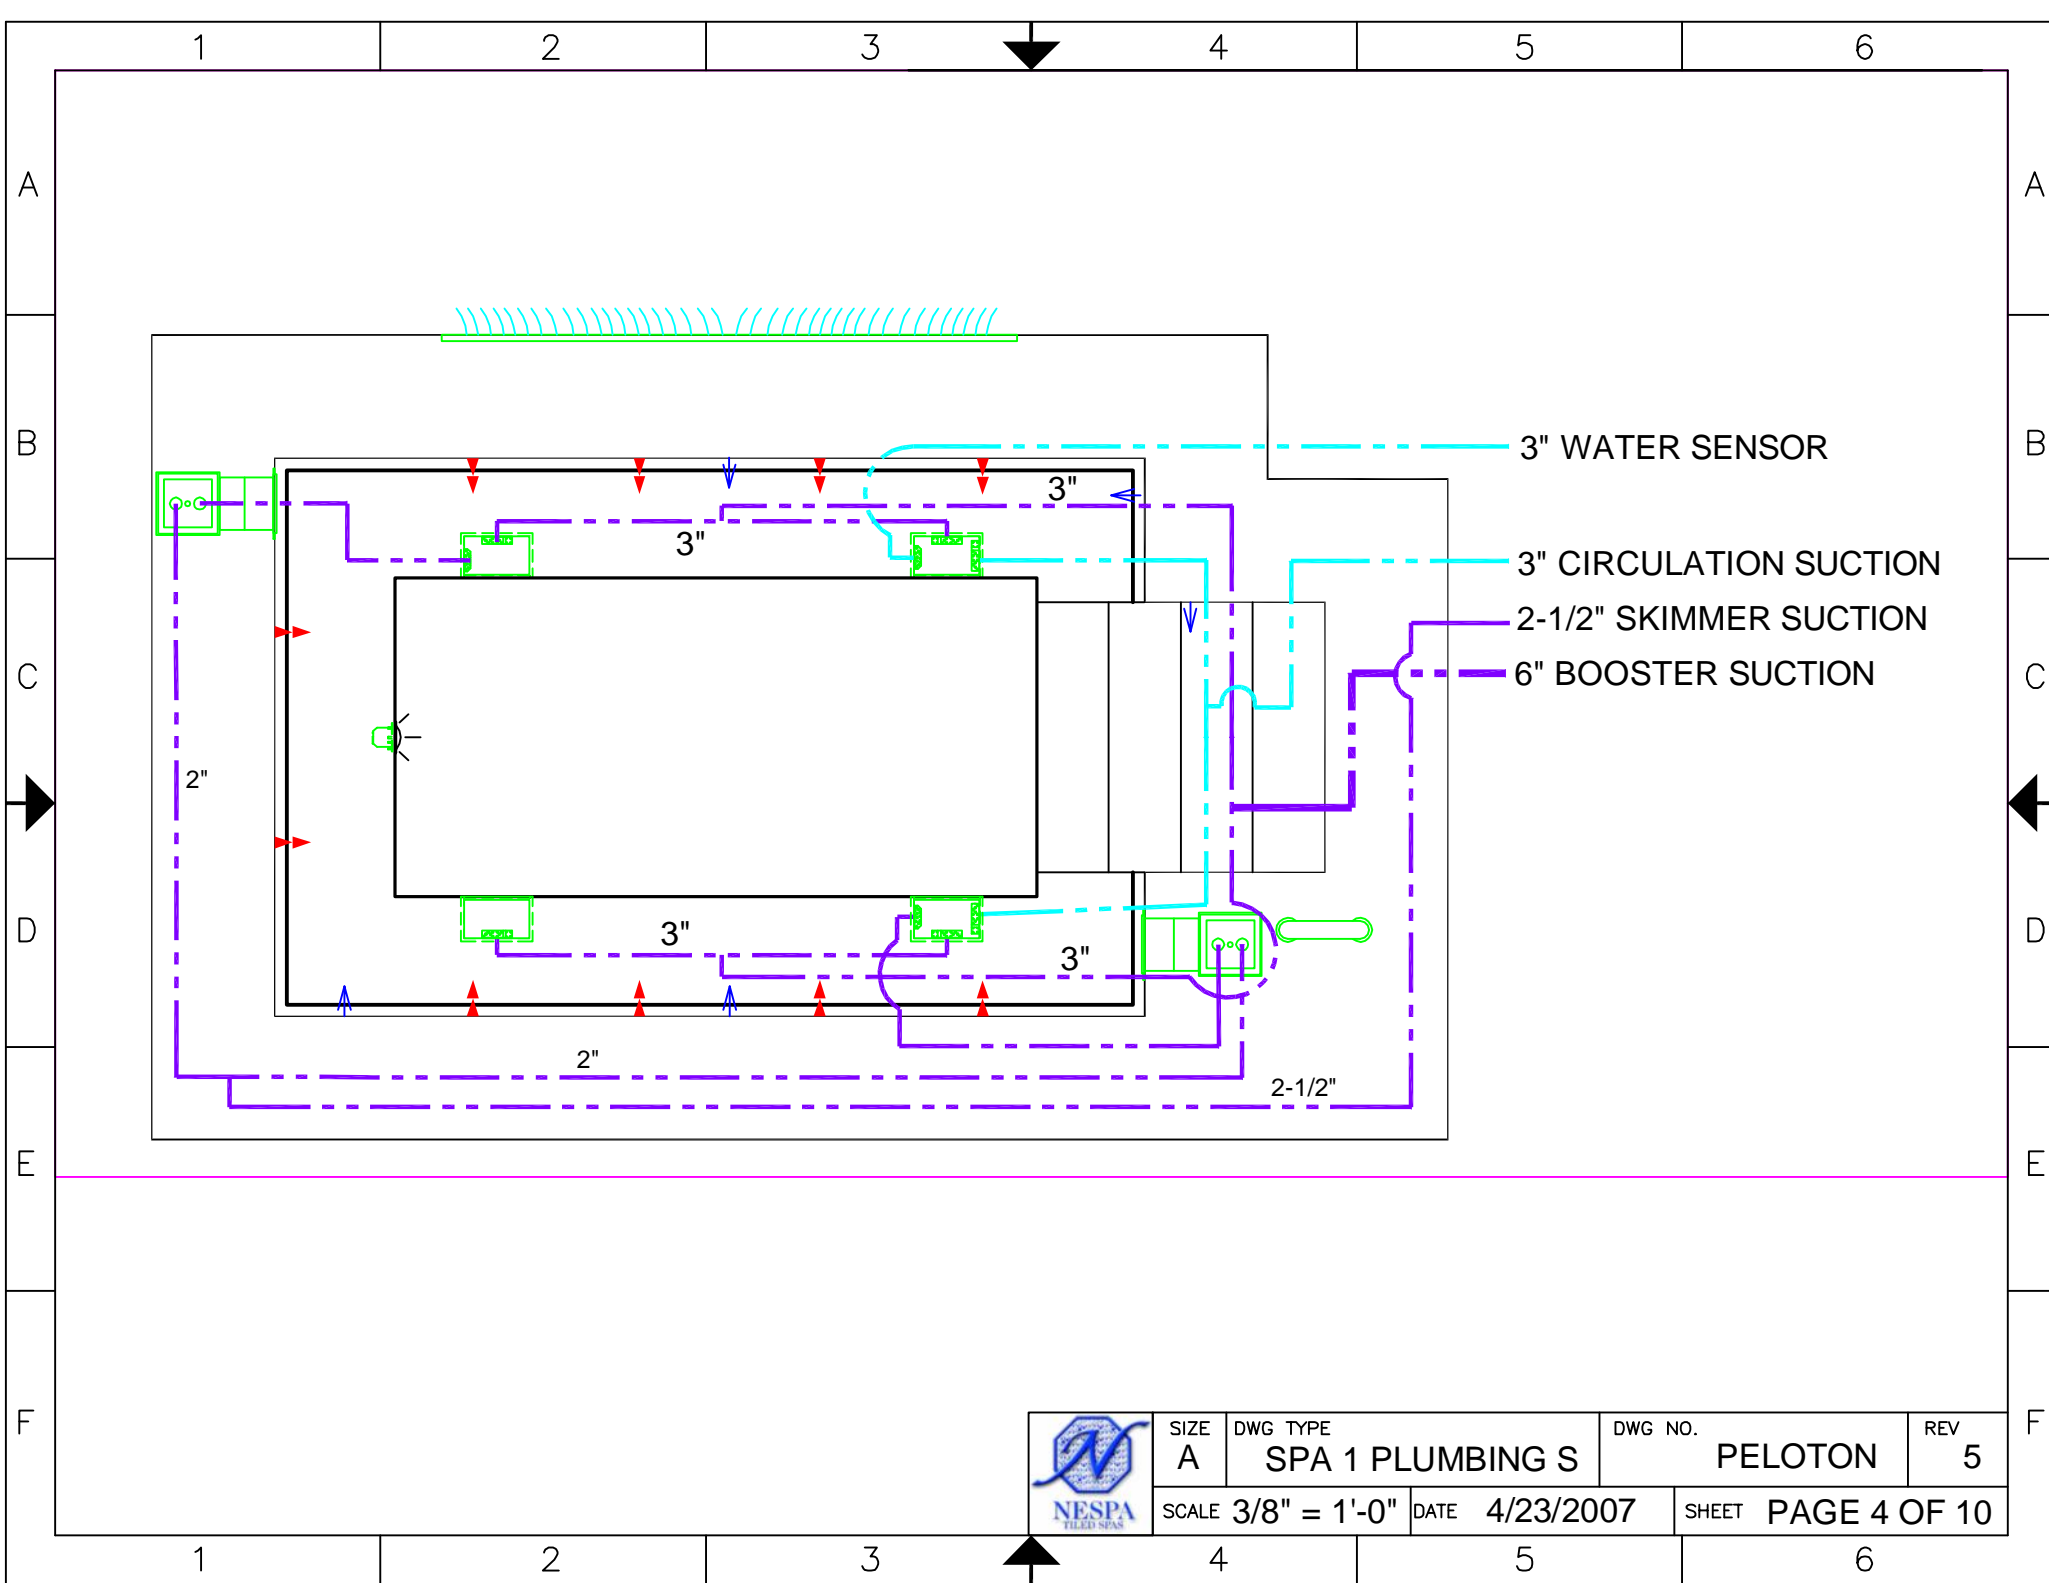 1 2 3 4 5 6
A A
B B
3" WATER SENSOR
3"
3"
3" CIRCULATION SUCTION
2-1/2" SKIMMER SUCTION
C C
6" BOOSTER SUCTION
2"
D D
3"
3"
2"
2-1/2"
E E
F F
NESPA
TILED SPAS
SIZE
A
DWG TYPE
SPA 1 PLUMBING S
DWG NO.
PELOTON
REV
5
SCALE 3/8" = 1'-0"
DATE 4/23/2007
SHEET PAGE 4 OF 10
1 2 3 4 5 6